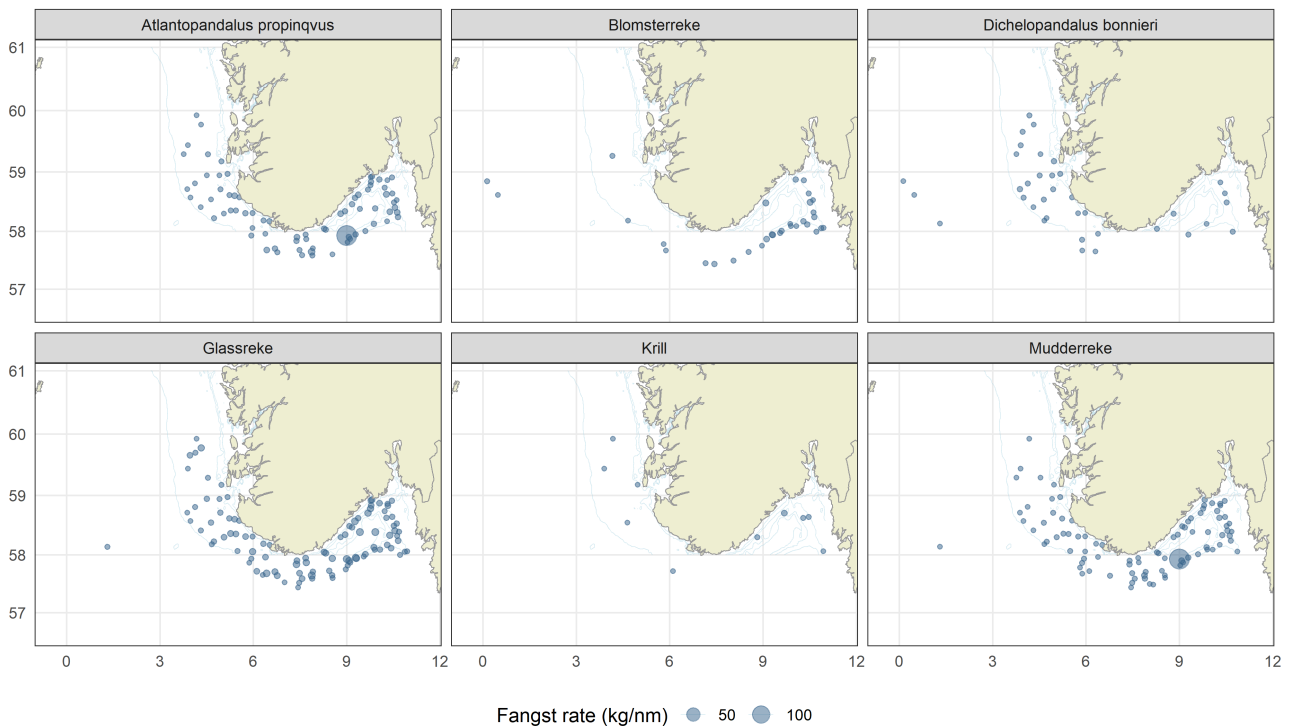 Atlantopandalus propinqvus Blomsterreke Dichelopandalus bonnieri
61
60
59
58
57
Glassreke Krill Mudderreke
61
60
59
58
57
0 3 6 9 12 0 3 6 9 12 0 3 6 9 12
Fangst rate (kg/nm) 50 100